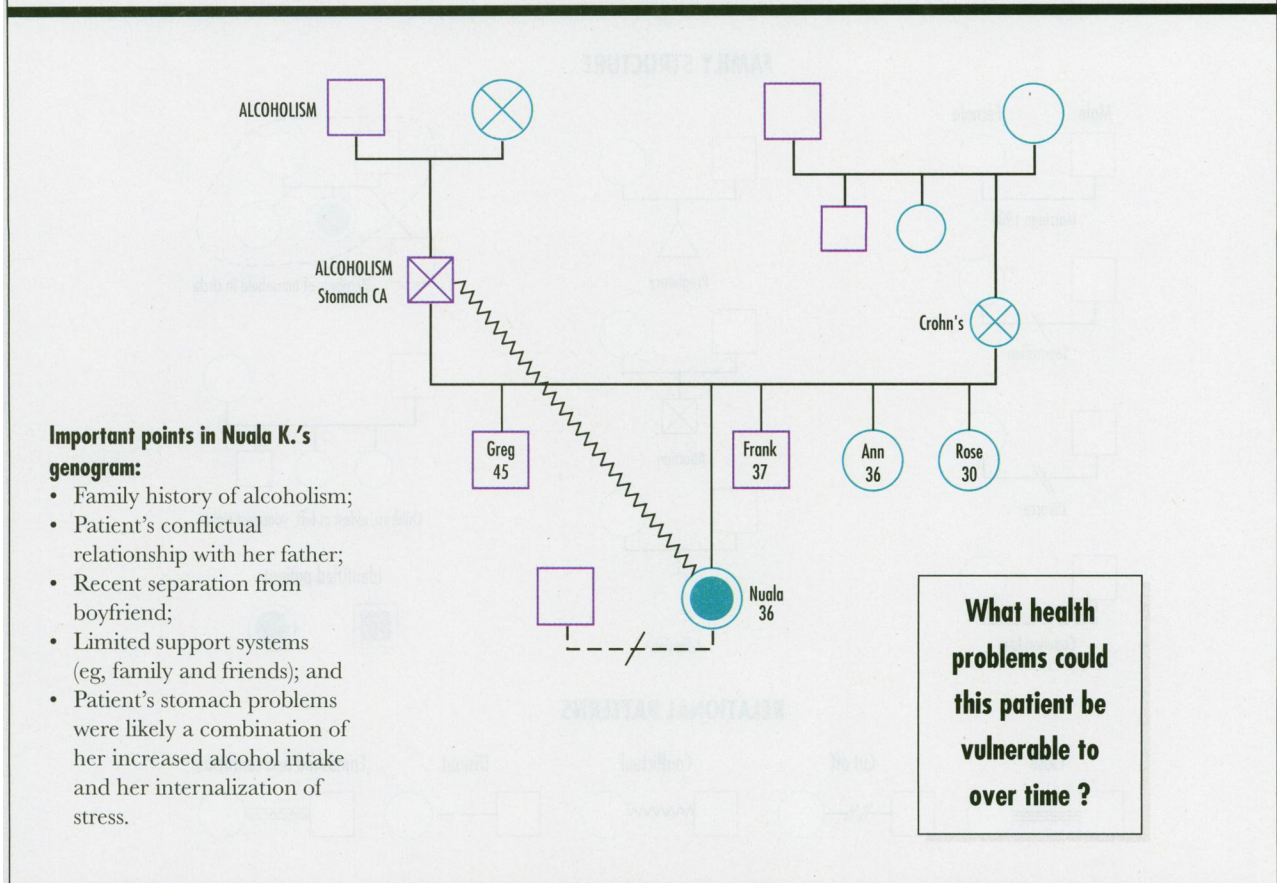 ALCOHOLISM
ALCOHOLISM
Stomach CA
Crohn's
Greg
45
Frank
37
Ann
36
Rose
30
Nuala
36
Important points in Nuala K.'s
genogram:
• Family history of alcoholism;
• Patient's conflictual
relationship with her father;
• Recent separation from
boyfriend;
• Limited support systems
(eg, family and friends); and
• Patient's stomach problems
were likely a combination of
her increased alcohol intake
and her internalization of
stress.
What health
problems could
this patient be
vulnerable to
over time ?